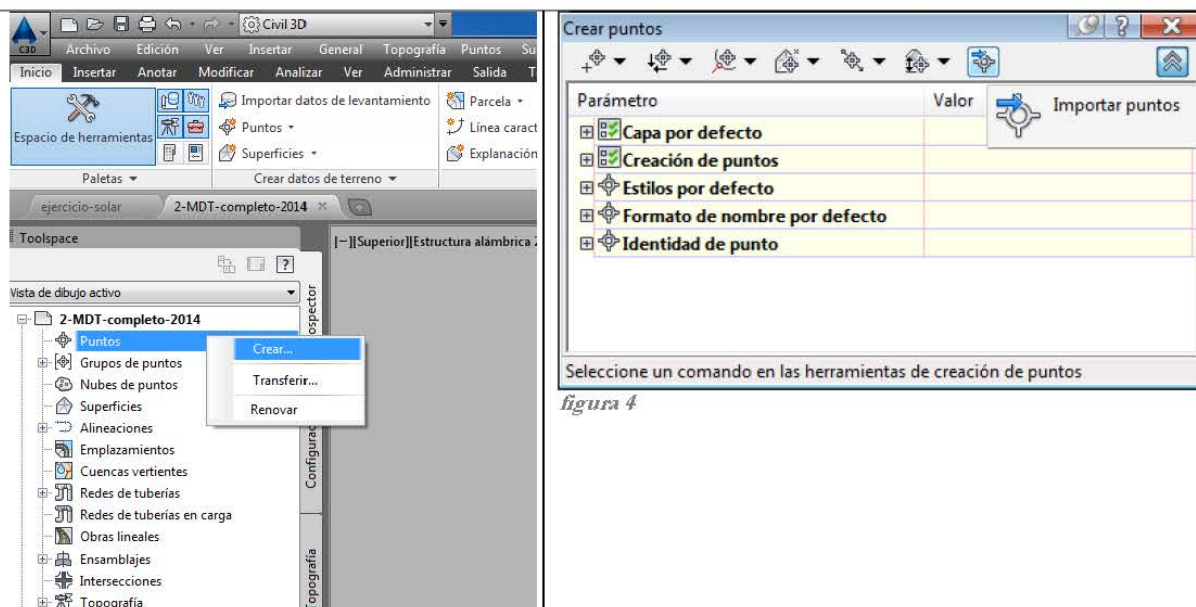 Civil 3D
C3D
Archivo Edición Ver Insertar General Topografía Puntos Su
Inicio Insertar Anotar Modificar Analizar Ver Administrar Salida T
Espacio de herramientas
Importar datos de levantamiento
Puntos
Superficies
Parcela
Línea caract
Explanación
Paletas
Crear datos de terreno
ejercicio-solar
2-MDT-completo-2014
Toolspace
[-][Superior][Estructura alámbrica 2
Vista de dibujo activo
2-MDT-completo-2014
Puntos
Grupos de puntos
Nubes de puntos
Superficies
Alineaciones
Emplazamientos
Cuencas vertientes
Redes de tuberías
Redes de tuberías en carga
Obras lineales
Ensamblajes
Intersecciones
Topografía
Crear...
Transferir...
Renovar
ospector
Configurac
Topografía
Crear puntos
Parámetro Valor
Importar puntos
Capa por defecto
Creación de puntos
Estilos por defecto
Formato de nombre por defecto
Identidad de punto
Seleccione un comando en las herramientas de creación de puntos
figura 4